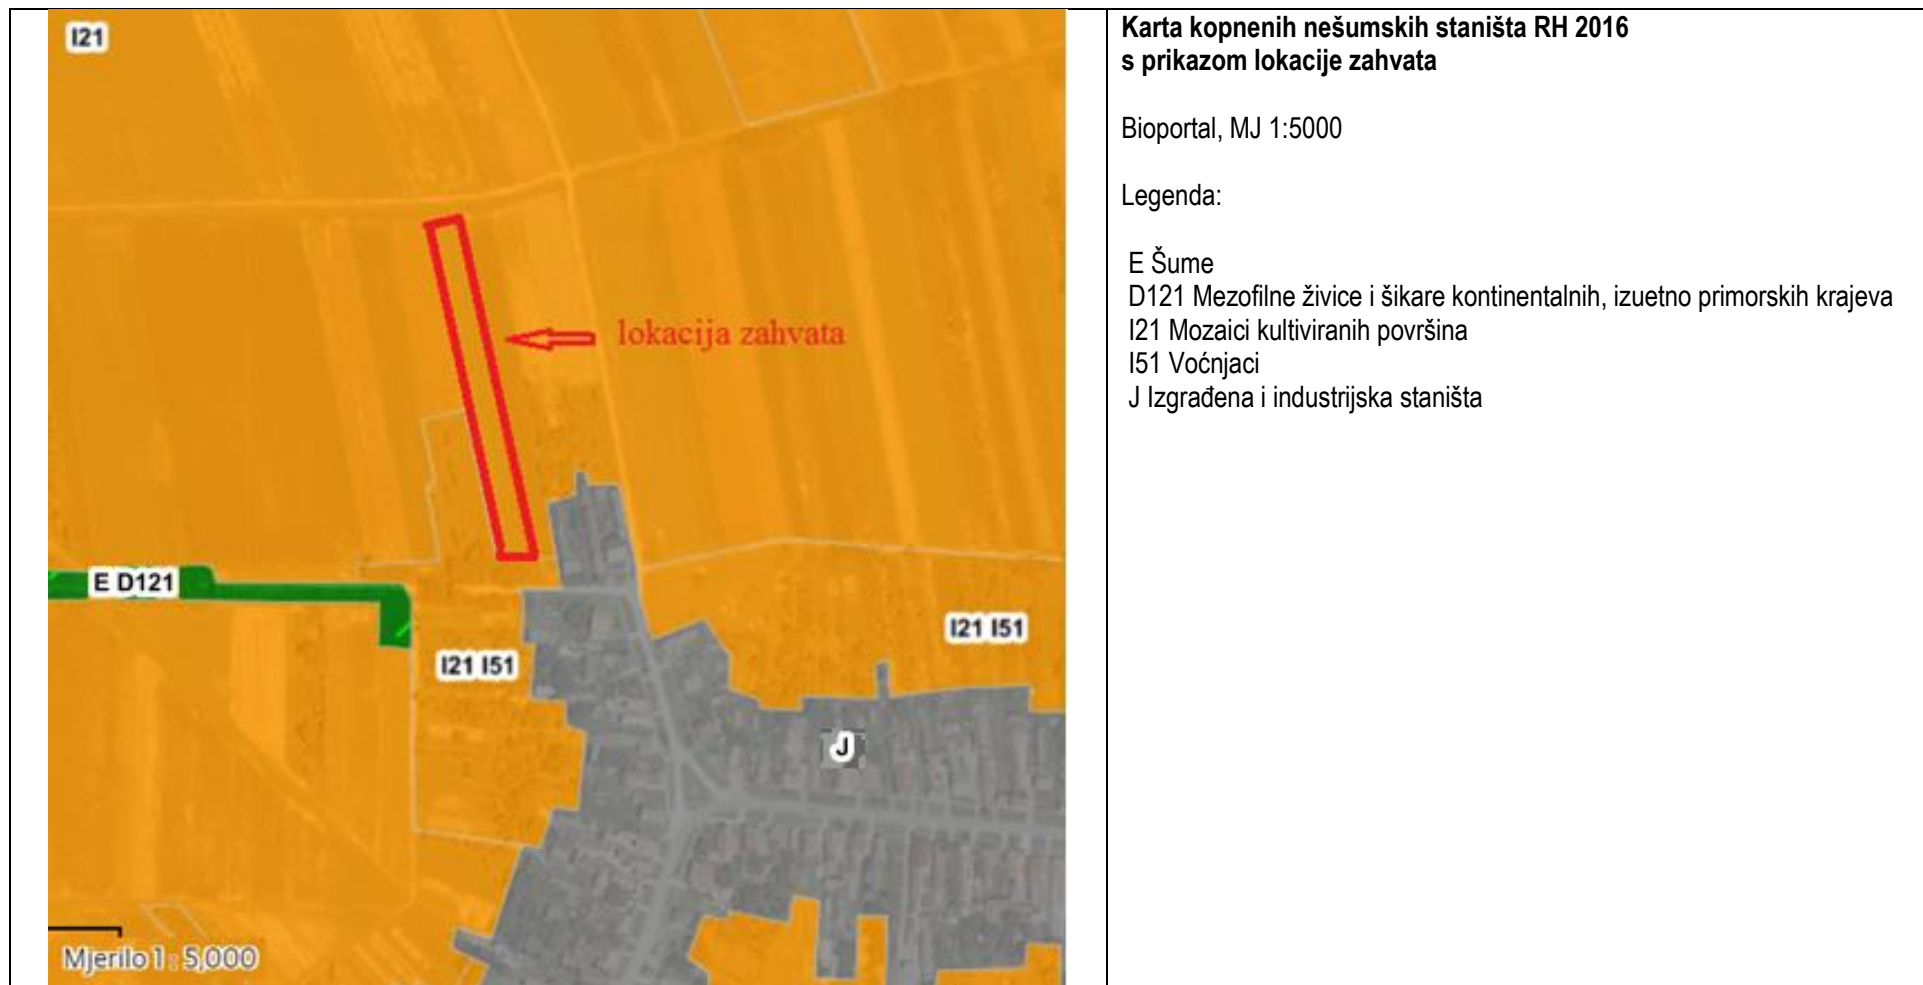 I21
lokacija zahvata
E D121
I21 I51
I21 I51
J
Mjerilo 1 : 5,000
Karta kopnenih nešumskih staništa RH 2016
s prikazom lokacije zahvata
Bioportal, MJ 1:5000
Legenda:
E Šume
D121 Mezofilne živice i šikare kontinentalnih, izuetno primorskih krajeva
I21 Mozaici kultiviranih površina
I51 Voćnjaci
J Izgrađena i industrijska staništa